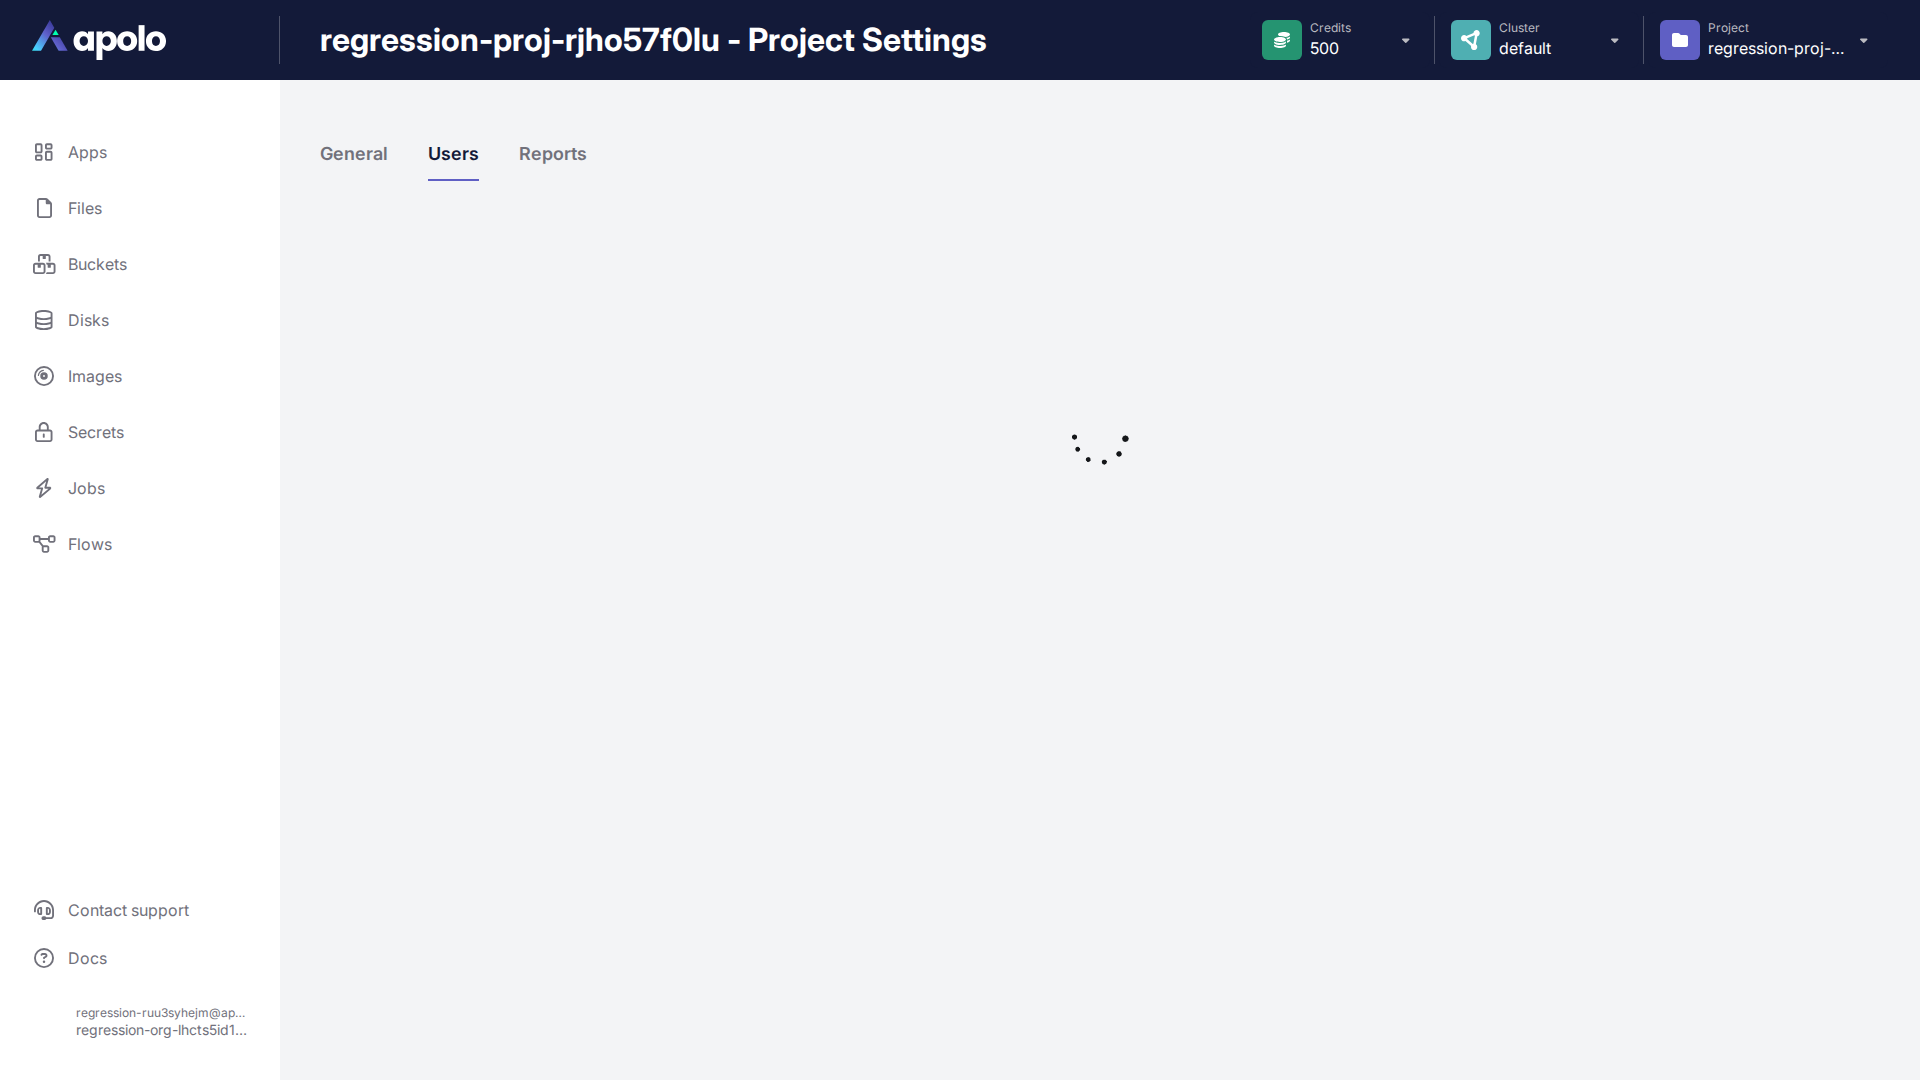 apolo
regression-proj-rjho57f0lu - Project Settings
Credits
500
Cluster
default
Project
regression-proj-...
Apps
Files
Buckets
Disks
Images
Secrets
Jobs
Flows
General
Users
Reports
Contact support
Docs
regression-ruu3syhejm@ap...
regression-org-lhcts5id1...